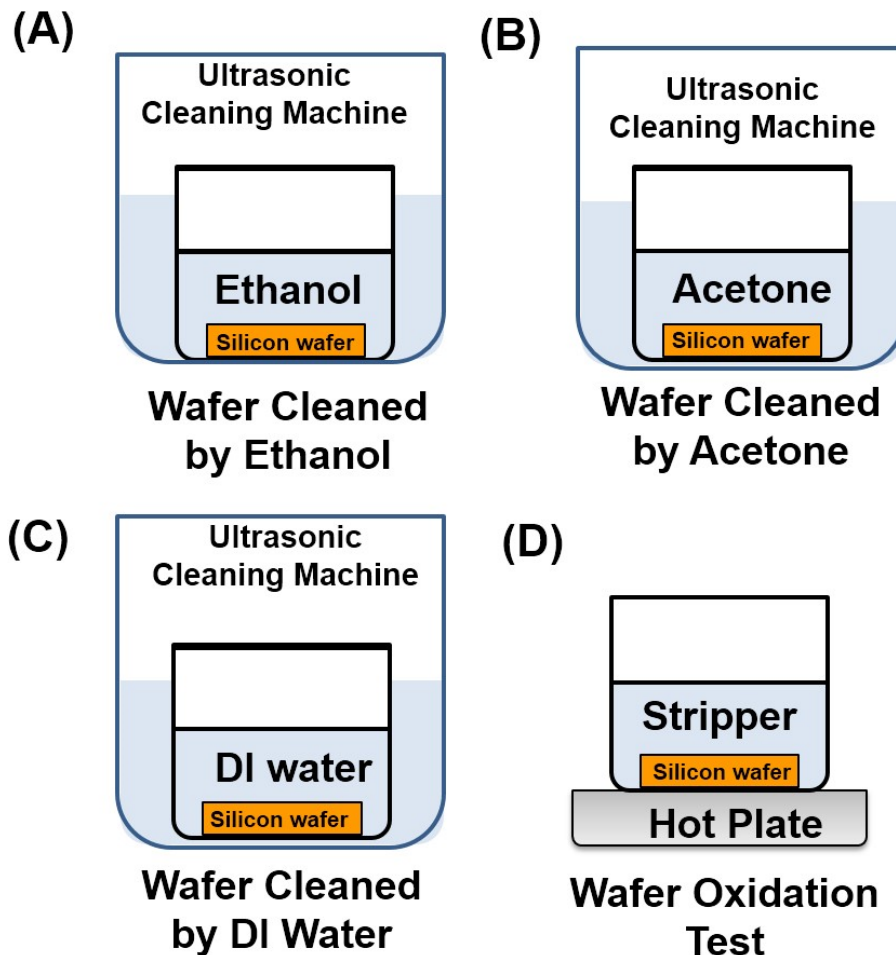 (A)
Ultrasonic
Cleaning Machine
Ethanol
Silicon wafer
Wafer Cleaned
by Ethanol
(B)
Ultrasonic
Cleaning Machine
Acetone
Silicon wafer
Wafer Cleaned
by Acetone
(C)
Ultrasonic
Cleaning Machine
DI water
Silicon wafer
Wafer Cleaned
by DI Water
(D)
Stripper
Silicon wafer
Hot Plate
Wafer Oxidation
Test